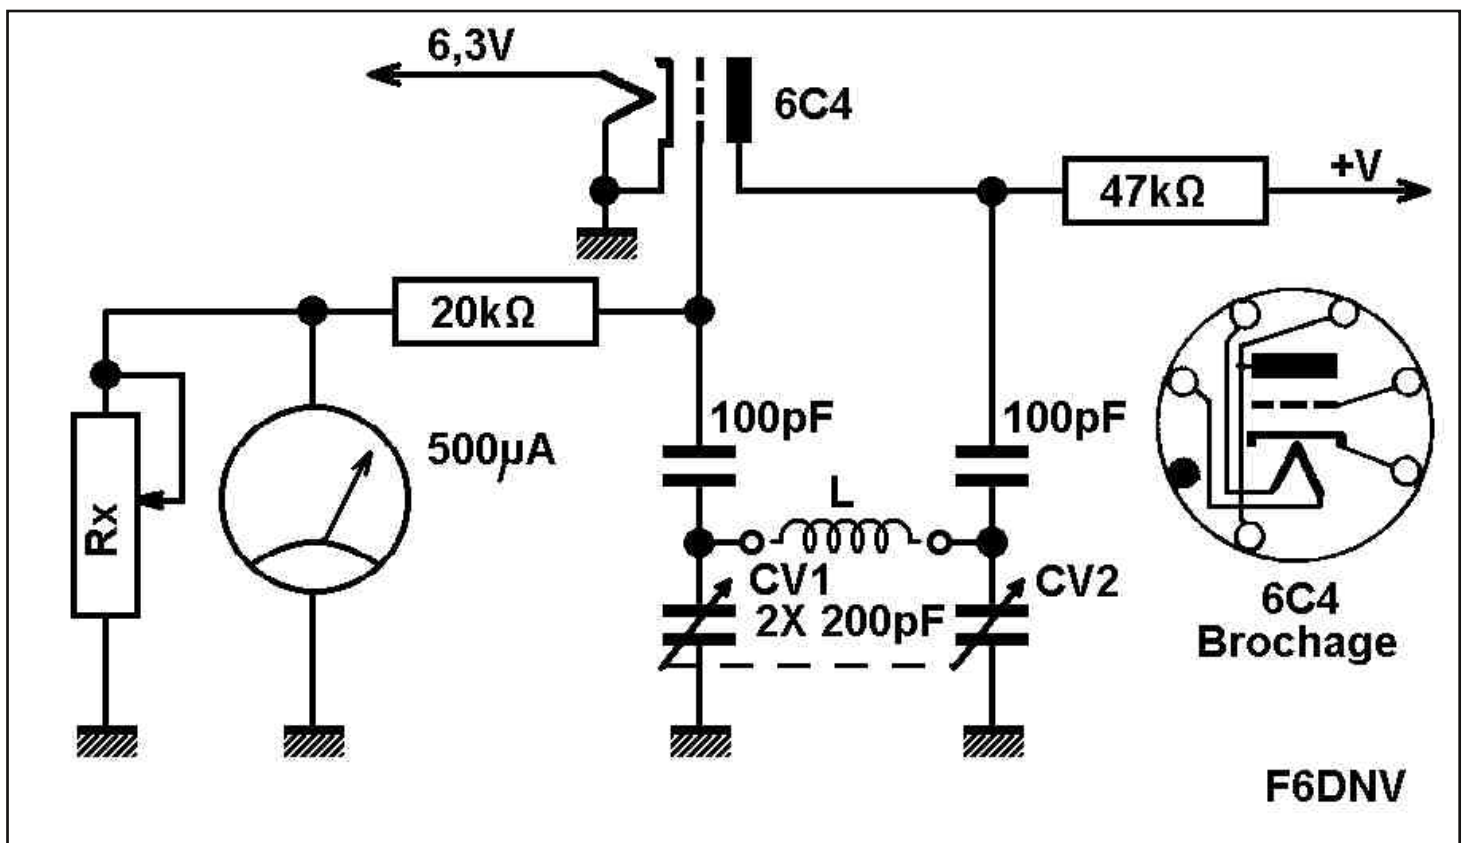 6,3V
6C4
+V
47kΩ
20kΩ
100pF
100pF
500µA
L
Rx
CV1
CV2
2X 200pF
6C4
Brochage
F6DNV